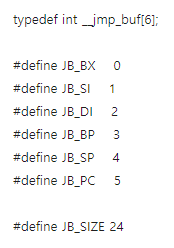 typedef int __jmp_buf[6];
#define JB_BX 0
#define JB_SI 1
#define JB_DI 2
#define JB_BP 3
#define JB_SP 4
#define JB_PC 5
#define JB_SIZE 24